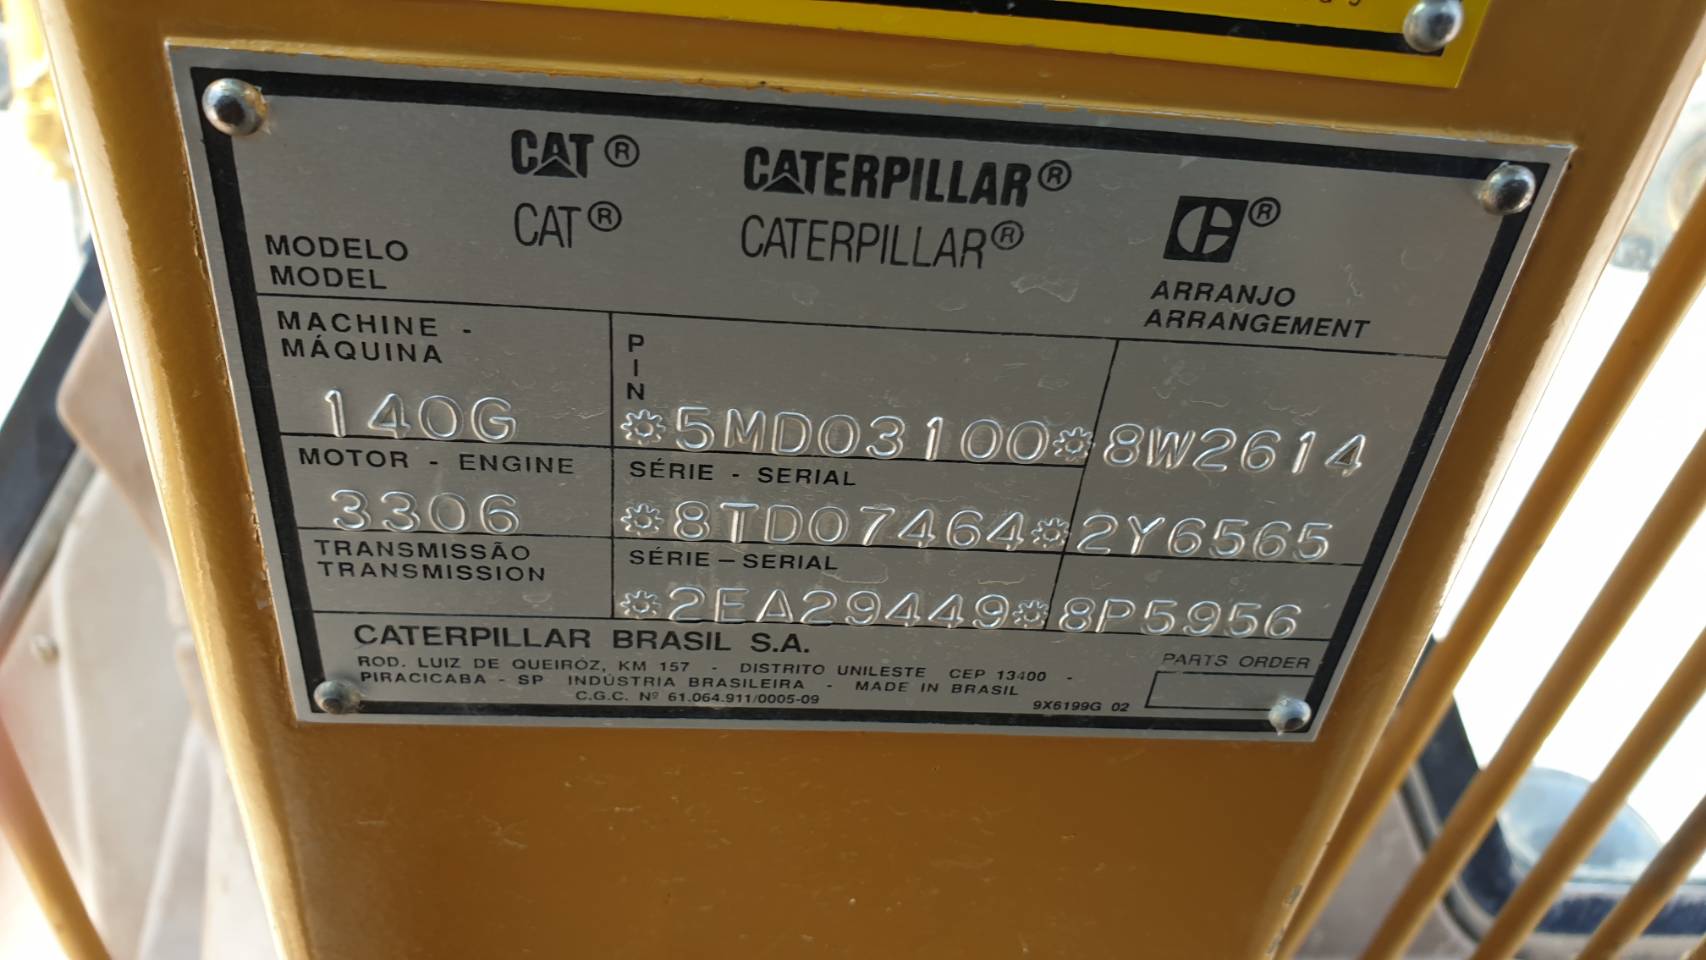 CAT® CATERPILLAR®
CAT® CATERPILLAR®
MODELO
MODEL
ARRANJO
ARRANGEMENT
MACHINE -
MÁQUINA
PIN
140G *5MD03100* 8W2614
MOTOR - ENGINE SÉRIE - SERIAL
3306 *8TD07464* 2Y6565
TRANSMISSÃO
TRANSMISSION
SÉRIE – SERIAL
*2EA29449* 8P5956
CATERPILLAR BRASIL S.A.
ROD. LUIZ DE QUEIRÓZ, KM 157 - DISTRITO UNILESTE CEP 13400 -
PIRACICABA - SP INDÚSTRIA BRASILEIRA - MADE IN BRASIL
C.G.C. Nº 61.064.911/0005-09
9X6199G 02
PARTS ORDER